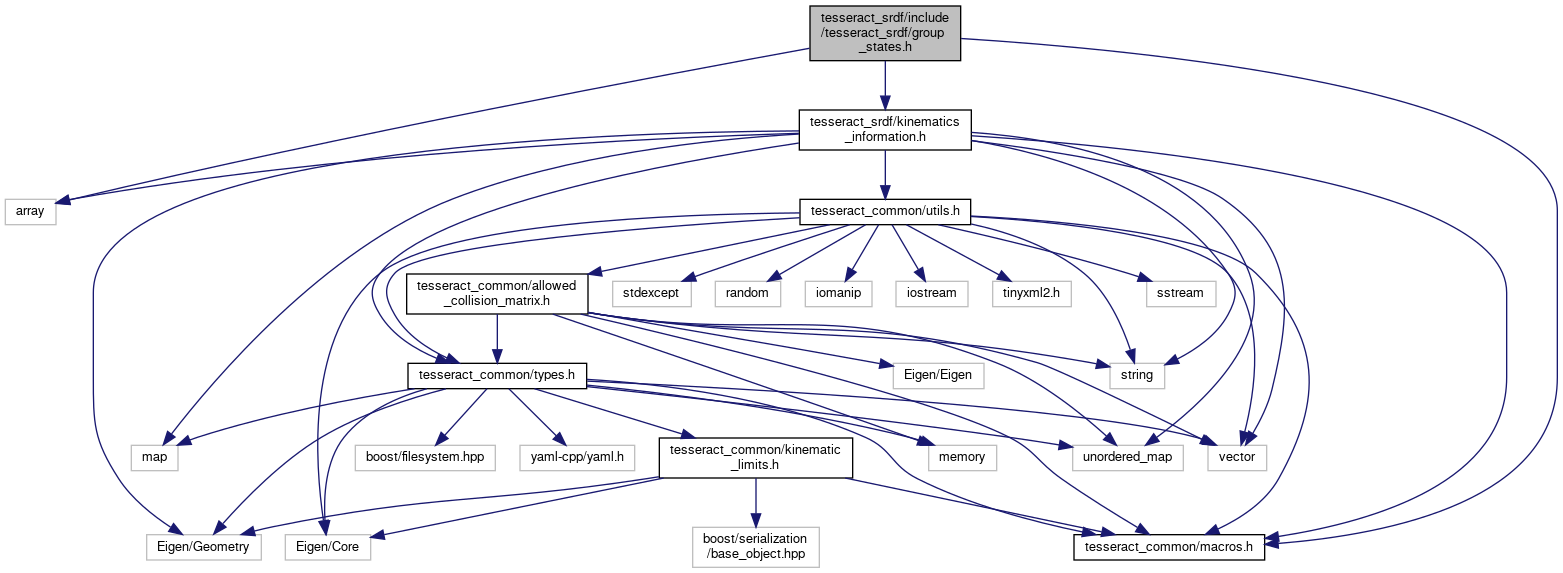 tesseract_srdf/include
/tesseract_srdf/group
_states.h
tesseract_srdf/kinematics
_information.h
array
tesseract_common/utils.h
tesseract_common/allowed
_collision_matrix.h
stdexcept
random
iomanip
iostream
tinyxml2.h
sstream
tesseract_common/types.h
Eigen/Eigen
string
map
boost/filesystem.hpp
yaml-cpp/yaml.h
tesseract_common/kinematic
_limits.h
memory
unordered_map
vector
Eigen/Geometry
Eigen/Core
boost/serialization
/base_object.hpp
tesseract_common/macros.h